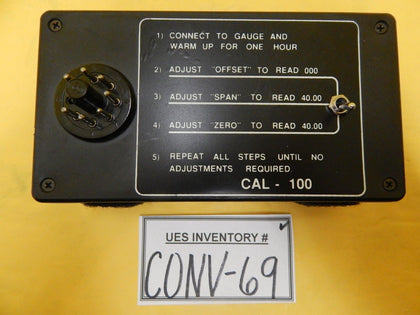 1) CONNECT TO GAUGE AND
WARM UP FOR ONE HOUR
2) ADJUST "OFFSET" TO READ 000
3) ADJUST "SPAN" TO READ 40.00
4) ADJUST "ZERO" TO READ 40.00
5) REPEAT ALL STEPS UNTIL NO
ADJUSTMENTS REQUIRED.
CAL - 100
UES INVENTORY #
CONV-69